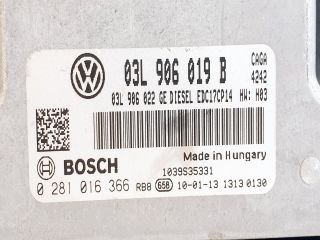 03L 906 019 B CAGA
4242
03L 906 022 GE DIESEL EDC17CP14 HW: H03
BOSCH
Made in Hungary
1039S35331
0 281 016 366 RBB 658 10-01-13 1313 0130